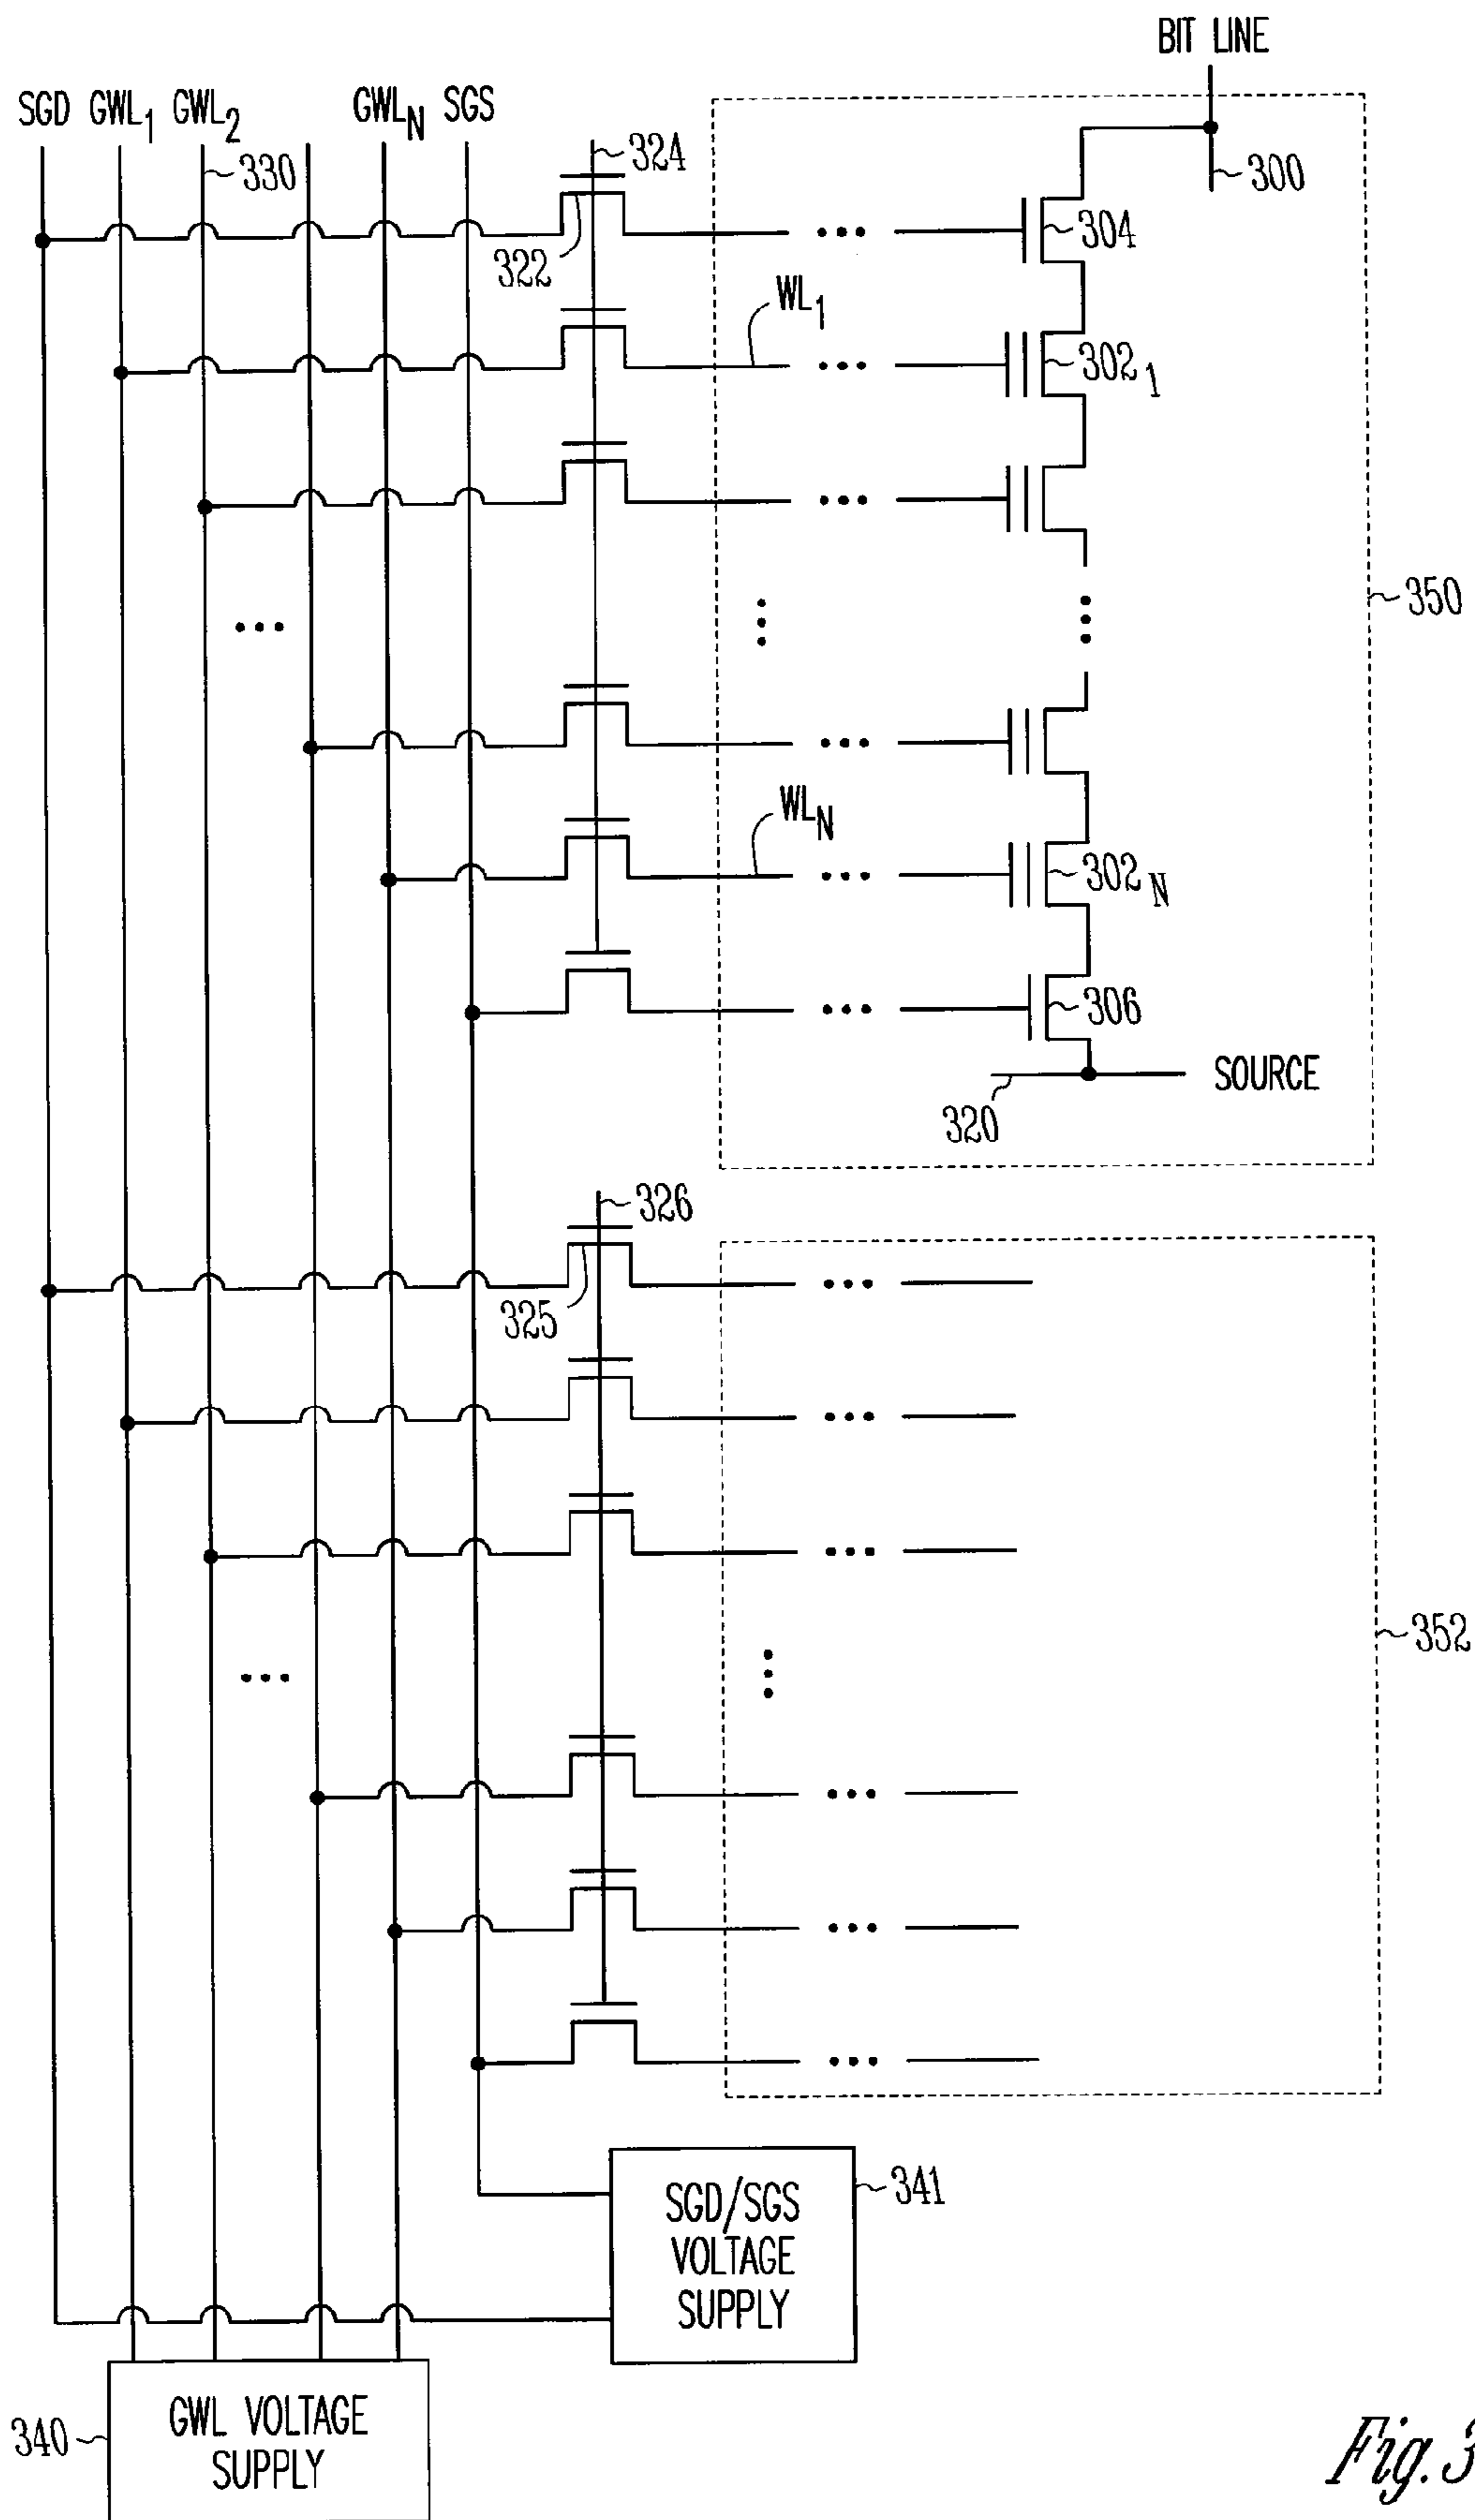 BIT LINE
SGD GWL1 GWL2 GWLN SGS
330
324
300
322
304
WL1
3021
350
WLN
302N
306
SOURCE
320
326
325
352
341
SGD/SGS
VOLTAGE
SUPPLY
340
GWL VOLTAGE
SUPPLY
Fig. 3